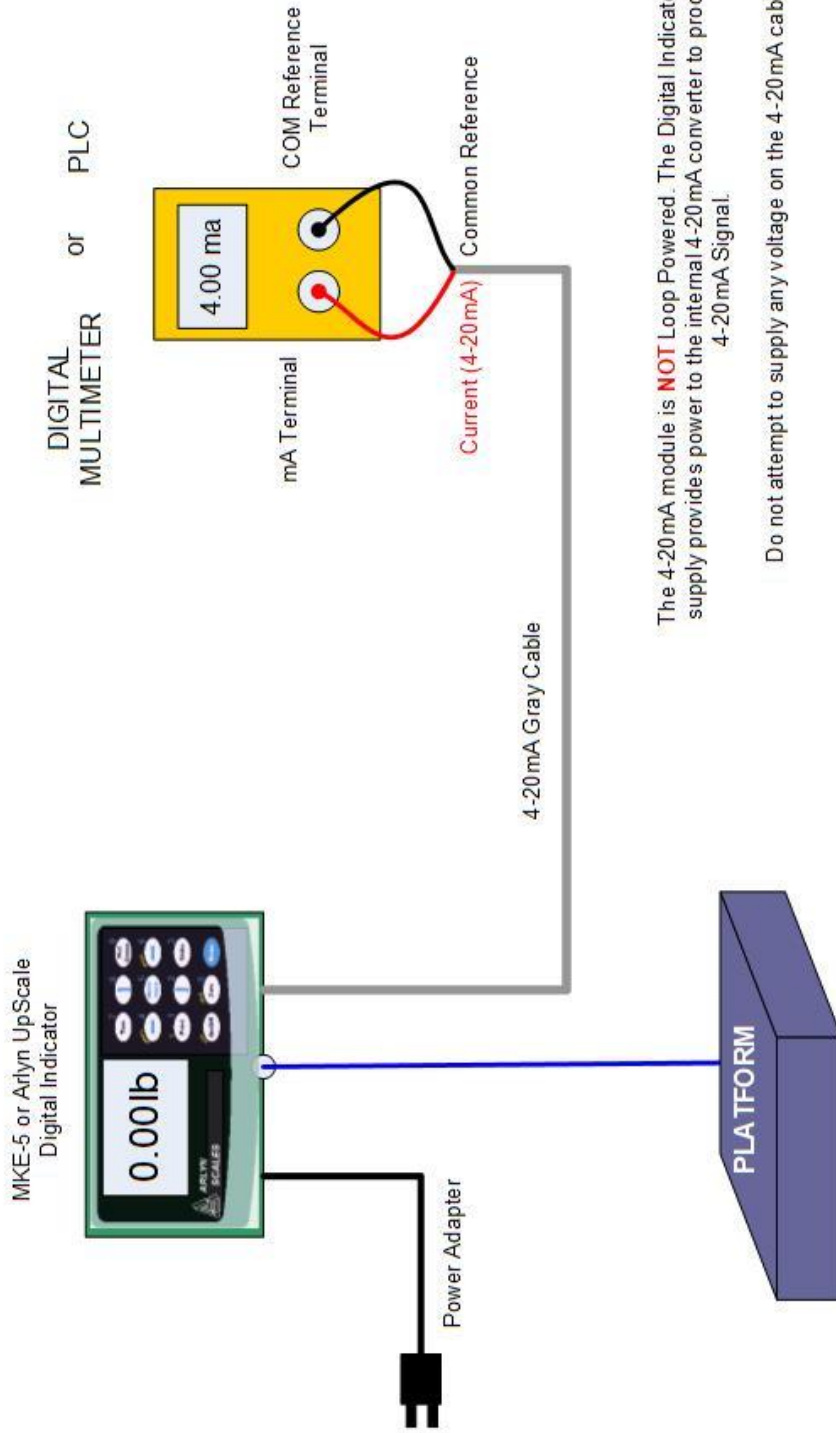 MKE-5 or Arlyn UpScale
Digital Indicator
0.00lb
ARLYN
SCALES
DIGITAL
MULTIMETER
or
PLC
4.00 ma
mA Terminal
COM Reference
Terminal
Current (4-20mA)
Common Reference
4-20mA Gray Cable
Power Adapter
PLATFORM
The 4-20mA module is NOT Loop Powered. The Digital
supply provides power to the internal 4-20mA converter to
4-20mA Signal.
Do not attempt to supply any voltage on the 4-20mA